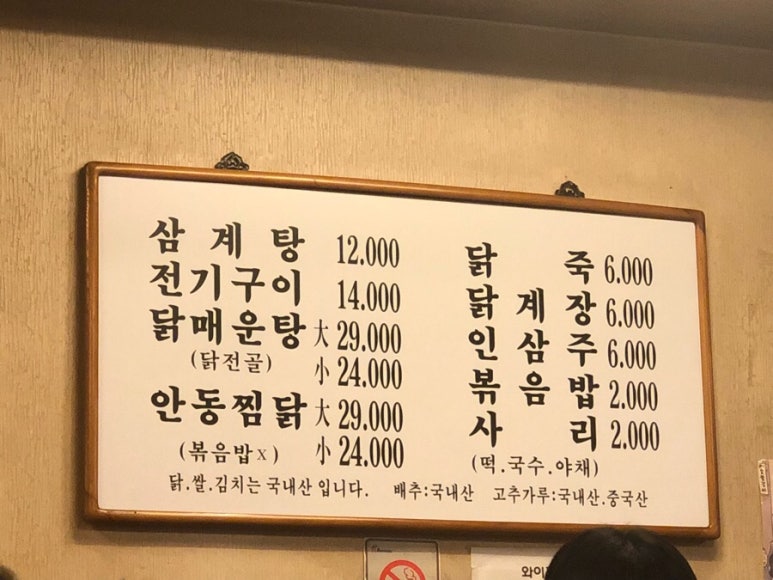 삼계탕 12.000
전기구이 14.000
닭매운탕 大 29.000
(닭전골) 小 24.000
안동찜닭 大 29.000
(볶음밥x) 小 24.000
닭죽 6.000
닭계장 6.000
인삼주 6.000
볶음밥 2.000
사리 2.000
(떡.국수.야채)
닭.쌀.김치는 국내산 입니다. 배추:국내산 고추가루:국내산.중국산